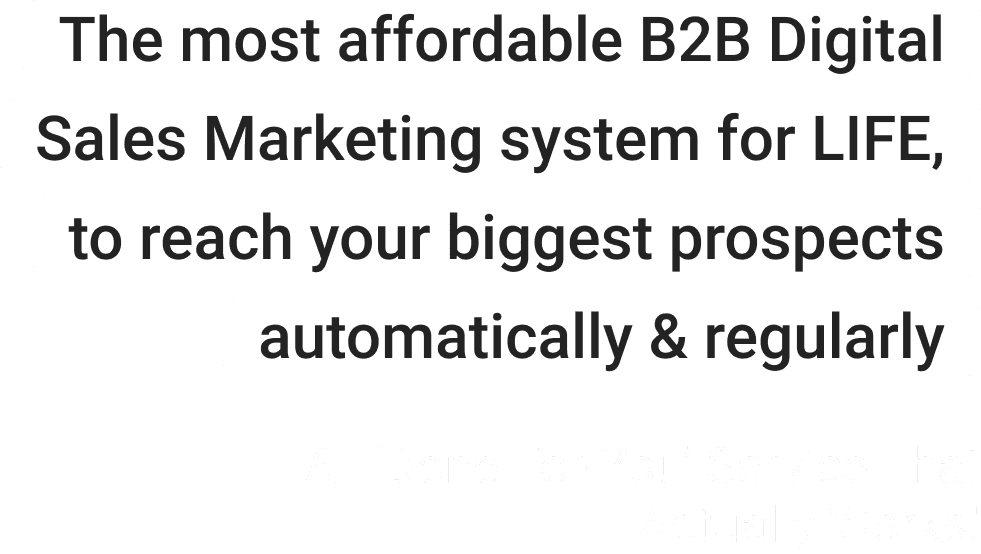 The most affordable B2B Digital
Sales Marketing system for LIFE,
to reach your biggest prospects
automatically & regularly